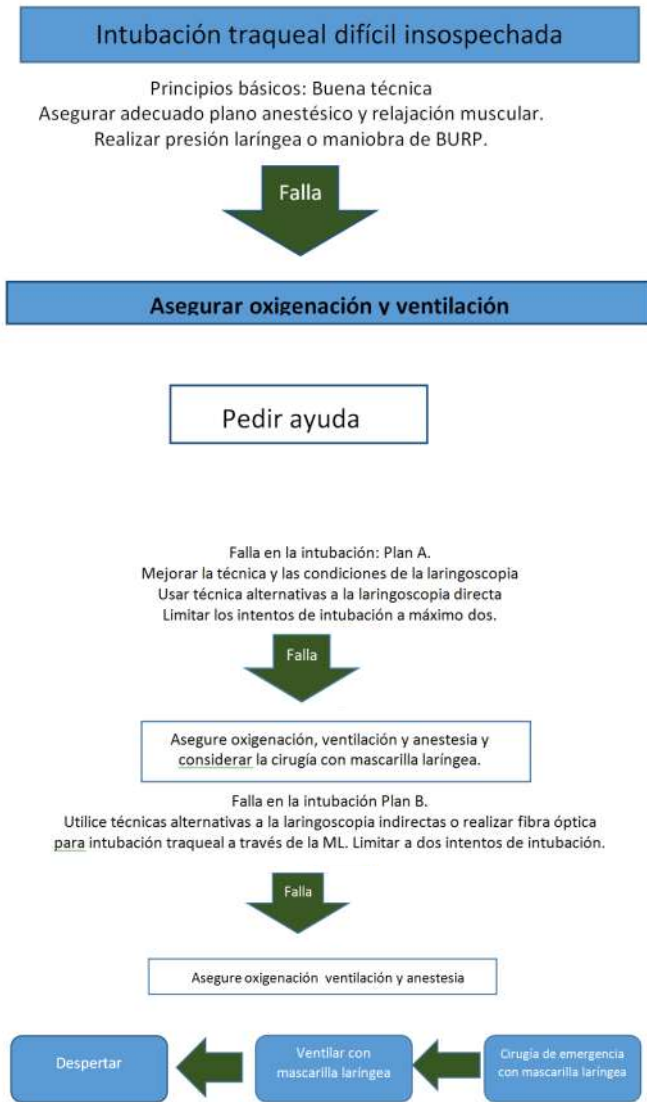 Intubación traqueal difícil insospechada
Principios básicos: Buena técnica
Asegurar adecuado plano anestésico y relajación muscular.
Realizar presión laríngea o maniobra de BURP.
Falla
Asegurar oxigenación y ventilación
Pedir ayuda
Falla en la intubación: Plan A.
Mejorar la técnica y las condiciones de la laringoscopia
Usar técnica alternativas a la laringoscopia directa
Limitar los intentos de intubación a máximo dos.
Falla
Asegure oxigenación, ventilación y anestesia y
considerar la cirugía con mascarilla laríngea.
Falla en la intubación Plan B.
Utilice técnicas alternativas a la laringoscopia indirectas o realizar fibra óptica
para intubación traqueal a través de la ML. Limitar a dos intentos de intubación.
Falla
Asegure oxigenación ventilación y anestesia
Despertar
Ventilar con
mascarilla laríngea
Cirugía de emergencia
con mascarilla laríngea